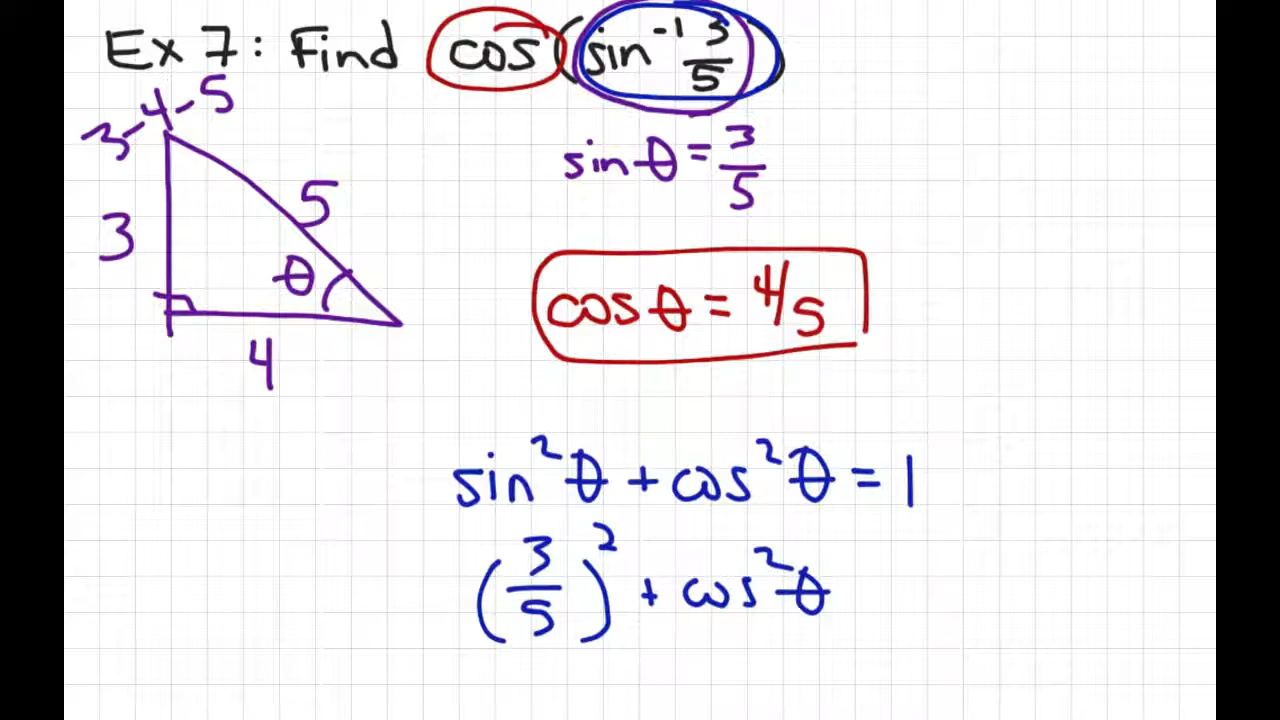 Ex 7: Find cos(sin⁻¹ 3/5)
3-4-5
sin θ = 3/5
3
5
θ
4
cos θ = 4/5
sin²θ + cos²θ = 1
(3/5)² + cos²θ